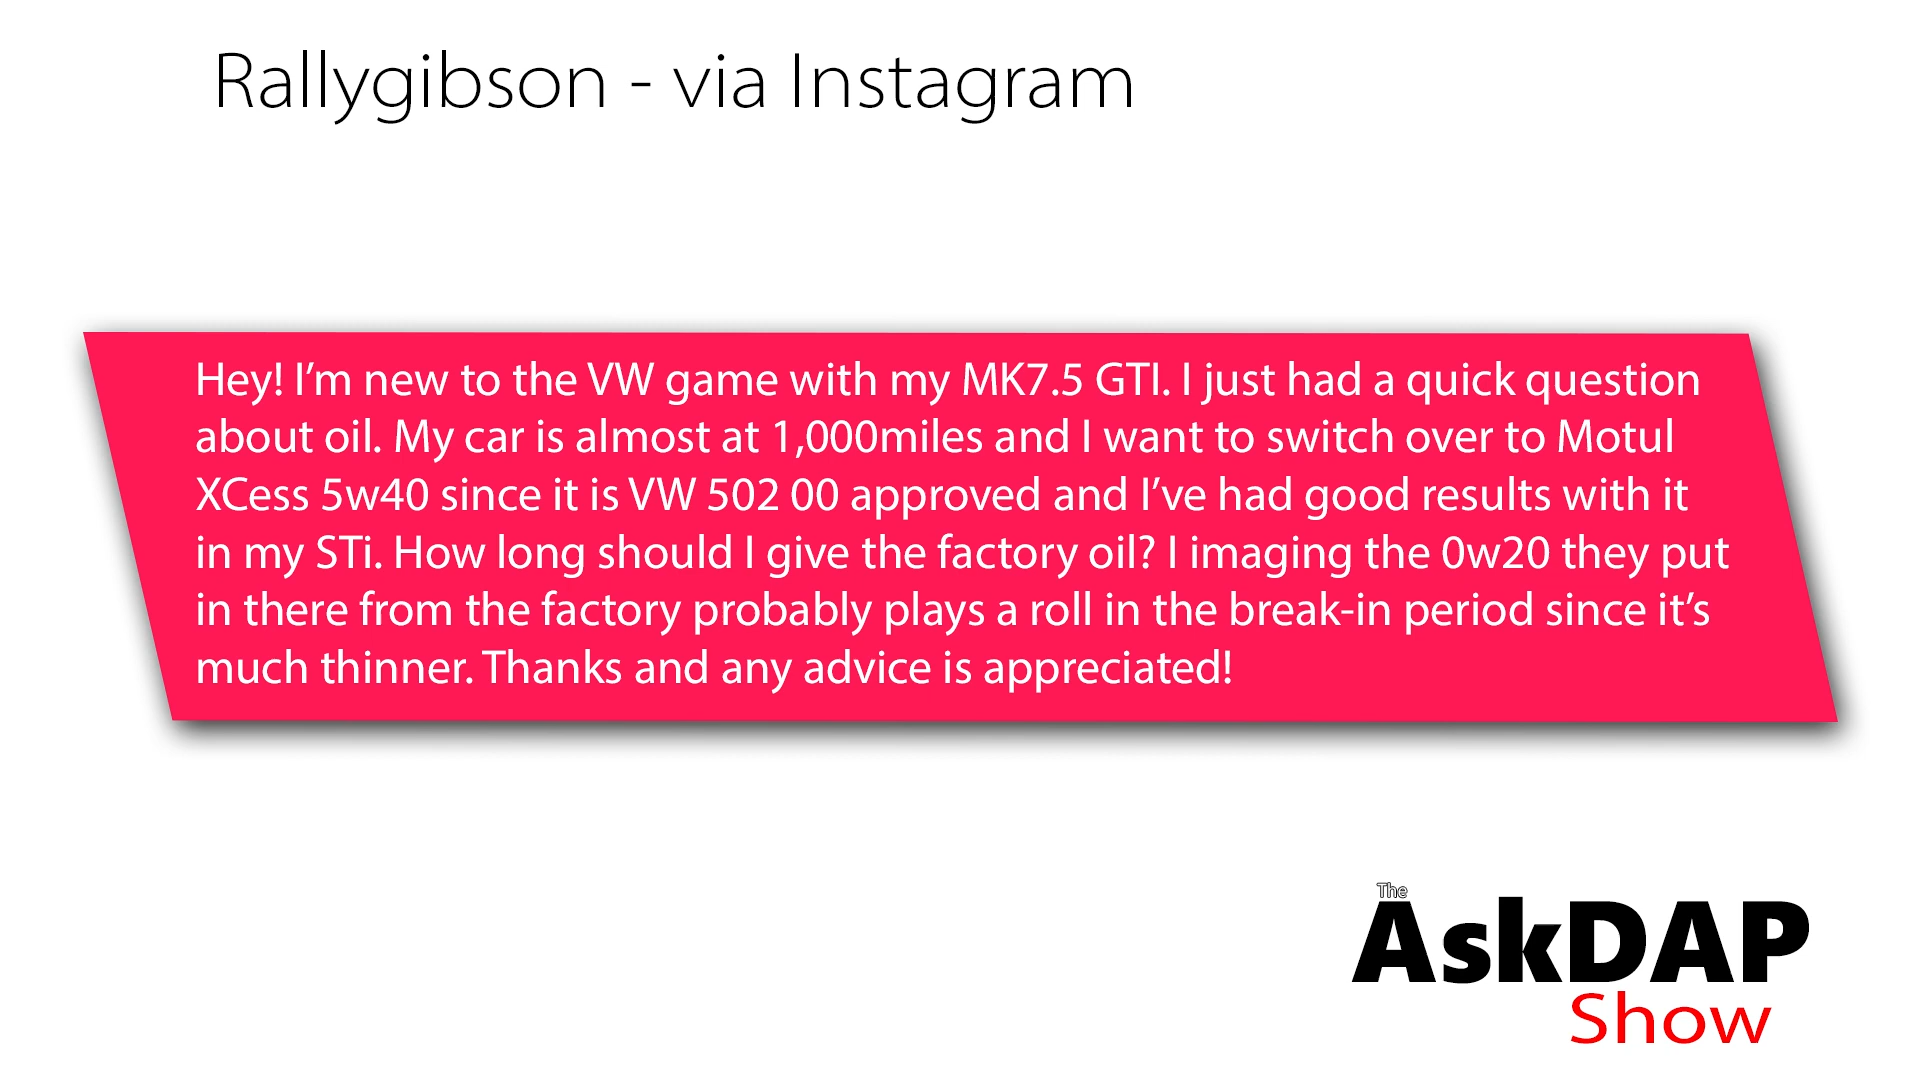 Rallygibson - via Instagram
Hey! I’m new to the VW game with my MK7.5 GTI. I just had a quick question
about oil. My car is almost at 1,000miles and I want to switch over to Motul
XCess 5w40 since it is VW 502 00 approved and I’ve had good results with it
in my STi. How long should I give the factory oil? I imaging the 0w20 they put
in there from the factory probably plays a roll in the break-in period since it’s
much thinner. Thanks and any advice is appreciated!
The
AskDAP
Show